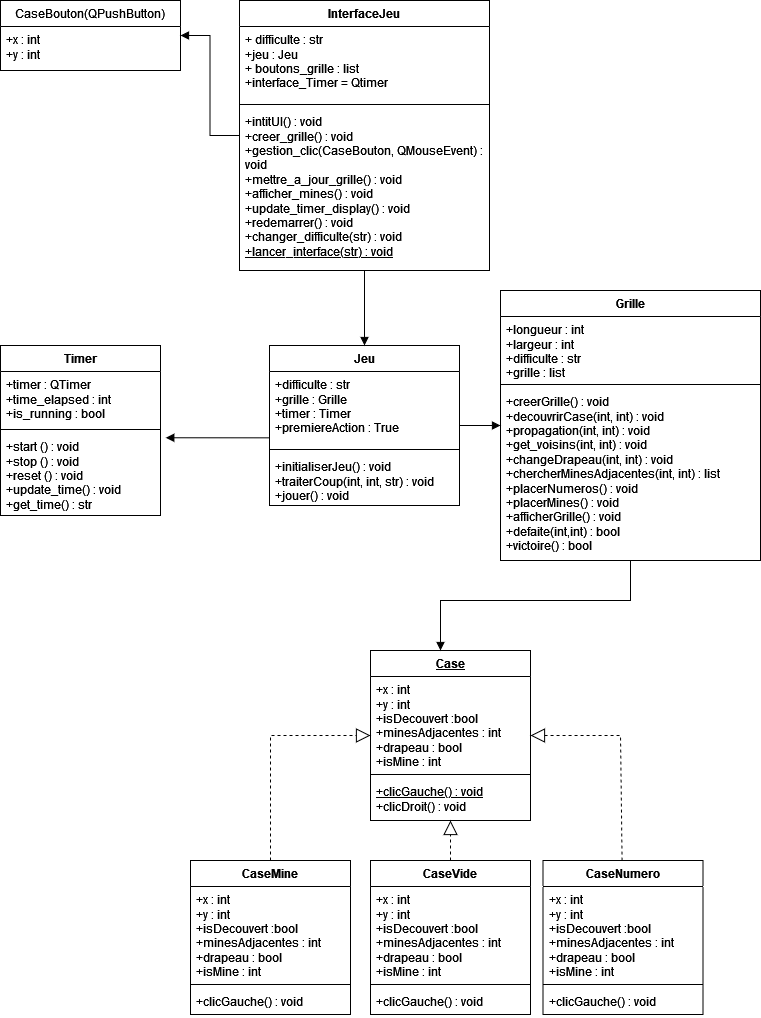 CaseBouton(QPushButton)
+x : int
+y : int
InterfaceJeu
+ difficulte : str
+jeu : Jeu
+ boutons_grille : list
+interface_Timer = Qtimer
+intitUI() : void
+creer_grille() : void
+gestion_clic(CaseBouton, QMouseEvent) :
void
+mettre_a_jour_grille() : void
+afficher_mines() : void
+update_timer_display() : void
+redemarrer() : void
+changer_difficulte(str) : void
+lancer_interface(str) : void
Timer
+timer : QTimer
+time_elapsed : int
+is_running : bool
+start () : void
+stop () : void
+reset () : void
+update_time() : void
+get_time() : str
Jeu
+difficulte : str
+grille : Grille
+timer : Timer
+premiereAction : True
+initialiserJeu() : void
+traiterCoup(int, int, str) : void
+jouer() : void
Grille
+longueur : int
+largeur : int
+difficulte : str
+grille : list
+creerGrille() : void
+decouvrirCase(int, int) : void
+propagation(int, int) : void
+get_voisins(int, int) : void
+changeDrapeau(int, int) : void
+chercherMinesAdjacentes(int, int) : list
+placerNumeros() : void
+placerMines() : void
+afficherGrille() : void
+defaite(int,int) : bool
+victoire() : bool
Case
+x : int
+y : int
+isDecouvert :bool
+minesAdjacentes : int
+drapeau : bool
+isMine : int
+clicGauche() : void
+clicDroit() : void
CaseMine
+x : int
+y : int
+isDecouvert :bool
+minesAdjacentes : int
+drapeau : bool
+isMine : int
+clicGauche() : void
CaseVide
+x : int
+y : int
+isDecouvert :bool
+minesAdjacentes : int
+drapeau : bool
+isMine : int
+clicGauche() : void
CaseNumero
+x : int
+y : int
+isDecouvert :bool
+minesAdjacentes : int
+drapeau : bool
+isMine : int
+clicGauche() : void